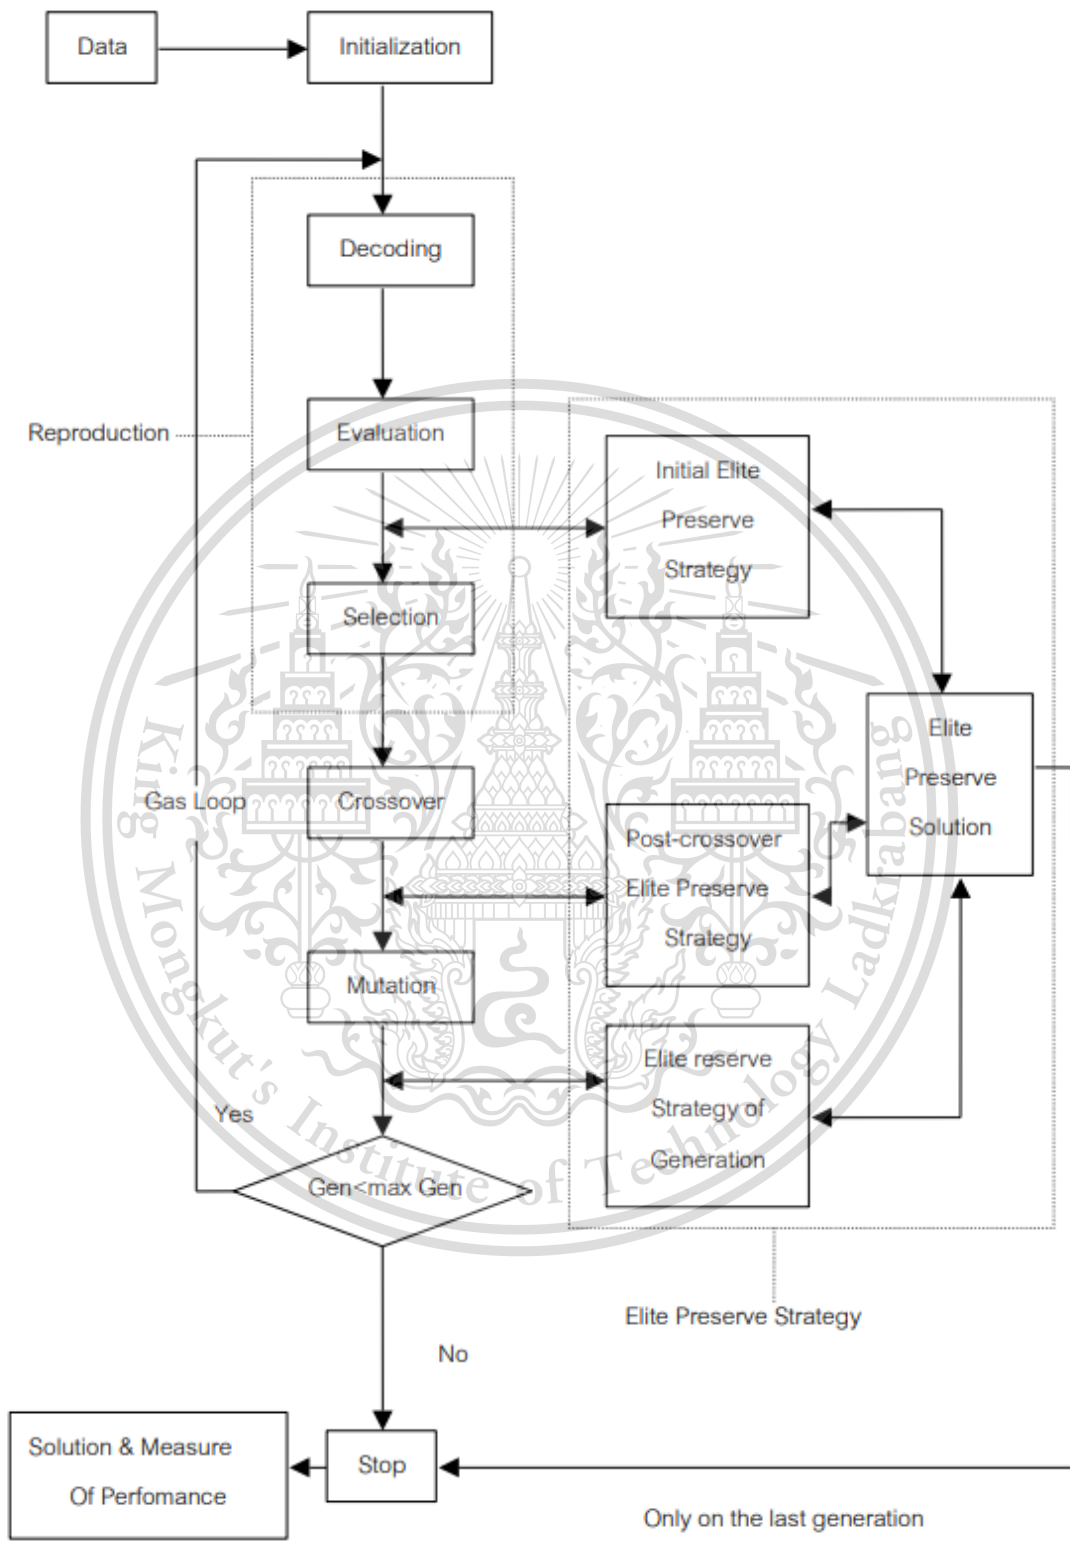 Data
Initialization
Decoding
Reproduction
Evaluation
Initial Elite
Preserve
Strategy
Selection
Elite
Preserve
Solution
Gas Loop
Crossover
Post-crossover
Elite Preserve
Strategy
Mutation
Elite reserve
Strategy of
Generation
Yes
Gen<max Gen
Elite Preserve Strategy
No
Solution & Measure
Of Perfomance
Stop
Only on the last generation
King Mongkut's Institute of Technology Ladkrabang